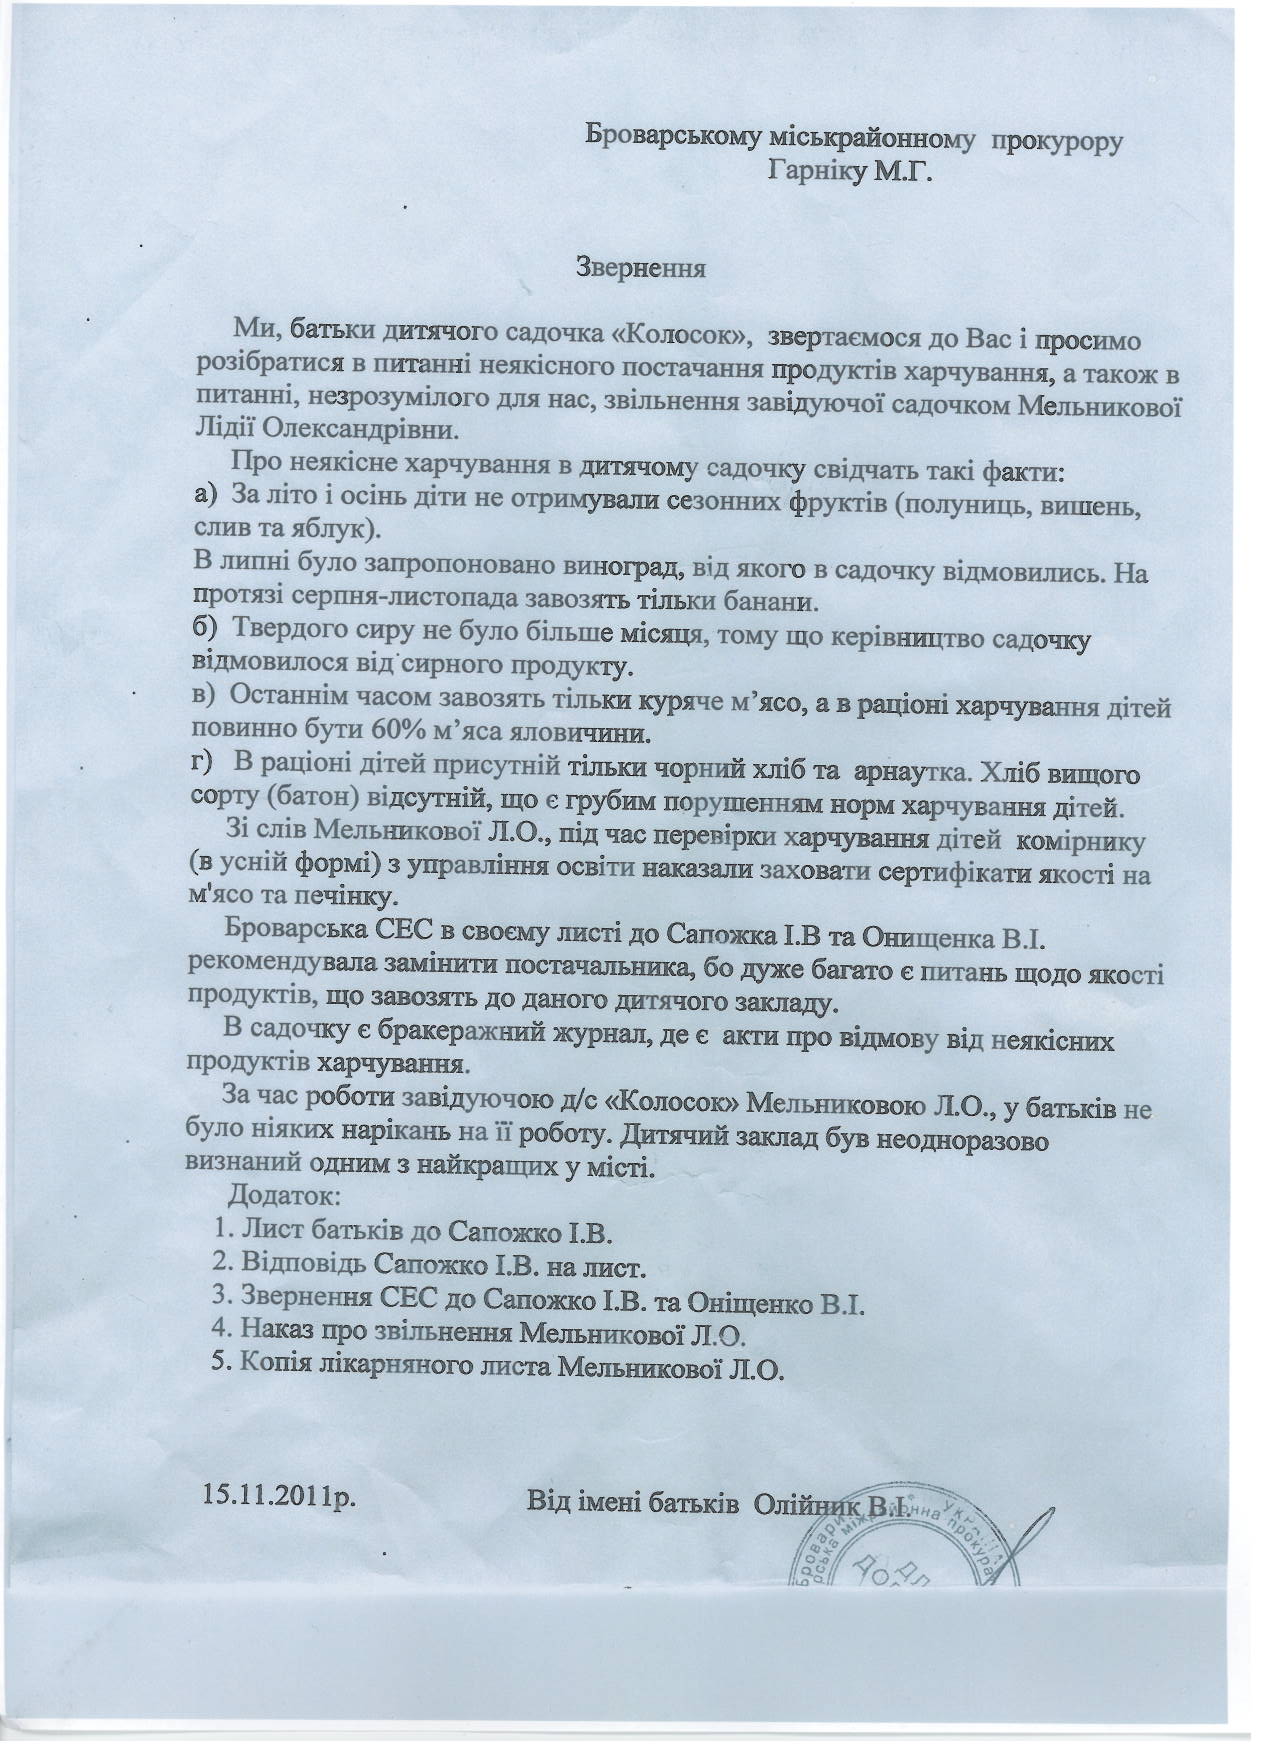 Броварському міськрайонному прокурору
Гарніку М.Г.
Звернення
Ми, батьки дитячого садочка «Колосок», звертаємося до Вас і просимо
розібратися в питанні неякісного постачання продуктів харчування, а також в
питанні, незрозумілого для нас, звільнення завідуючої садочком Мельникової
Лідії Олександрівни.
Про неякісне харчування в дитячому садочку свідчать такі факти:
а) За літо і осінь діти не отримували сезонних фруктів (полуниць, вишень,
слив та яблук).
В липні було запропоновано виноград, від якого в садочку відмовились. На
протязі серпня-листопада завозять тільки банани.
б) Твердого сиру не було більше місяця, тому що керівництво садочку
відмовилося від сирного продукту.
в) Останнім часом завозять тільки куряче м’ясо, а в раціоні харчування дітей
повинно бути 60% м’яса яловичини.
г) В раціоні дітей присутній тільки чорний хліб та арнаутка. Хліб вищого
сорту (батон) відсутній, що є грубим порушенням норм харчування дітей.
Зі слів Мельникової Л.О., під час перевірки харчування дітей комірнику
(в усній формі) з управління освіти наказали заховати сертифікати якості на
м'ясо та печінку.
Броварська СЕС в своєму листі до Сапожка І.В та Онищенка В.І.
рекомендувала замінити постачальника, бо дуже багато є питань щодо якості
продуктів, що завозять до даного дитячого закладу.
В садочку є бракеражний журнал, де є акти про відмову від неякісних
продуктів харчування.
За час роботи завідуючою д/с «Колосок» Мельниковою Л.О., у батьків не
було ніяких нарікань на її роботу. Дитячий заклад був неодноразово
визнаний одним з найкращих у місті.
Додаток:
1. Лист батьків до Сапожко І.В.
2. Відповідь Сапожко І.В. на лист.
3. Звернення СЕС до Сапожко І.В. та Оніщенко В.І.
4. Наказ про звільнення Мельникової Л.О.
5. Копія лікарняного листа Мельникової Л.О.
15.11.2011р. Від імені батьків Олійник В.І.